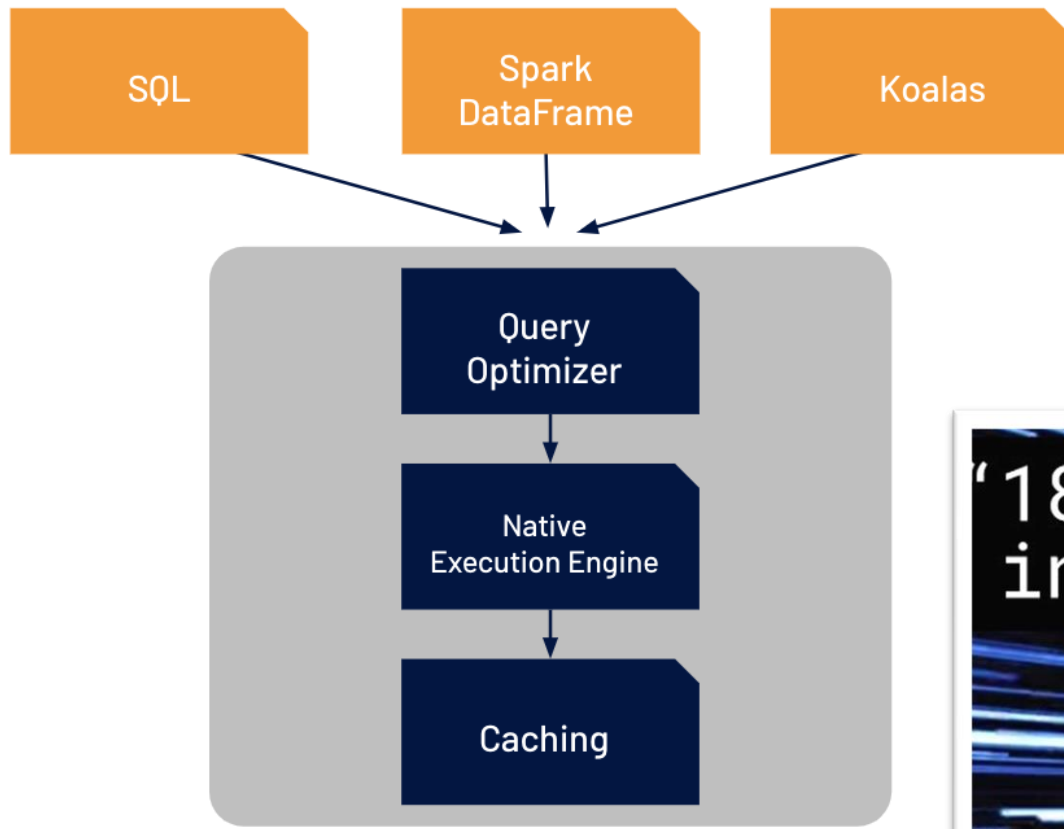 SQL
Spark
DataFrame
Koalas
Query
Optimizer
Native
Execution Engine
Caching